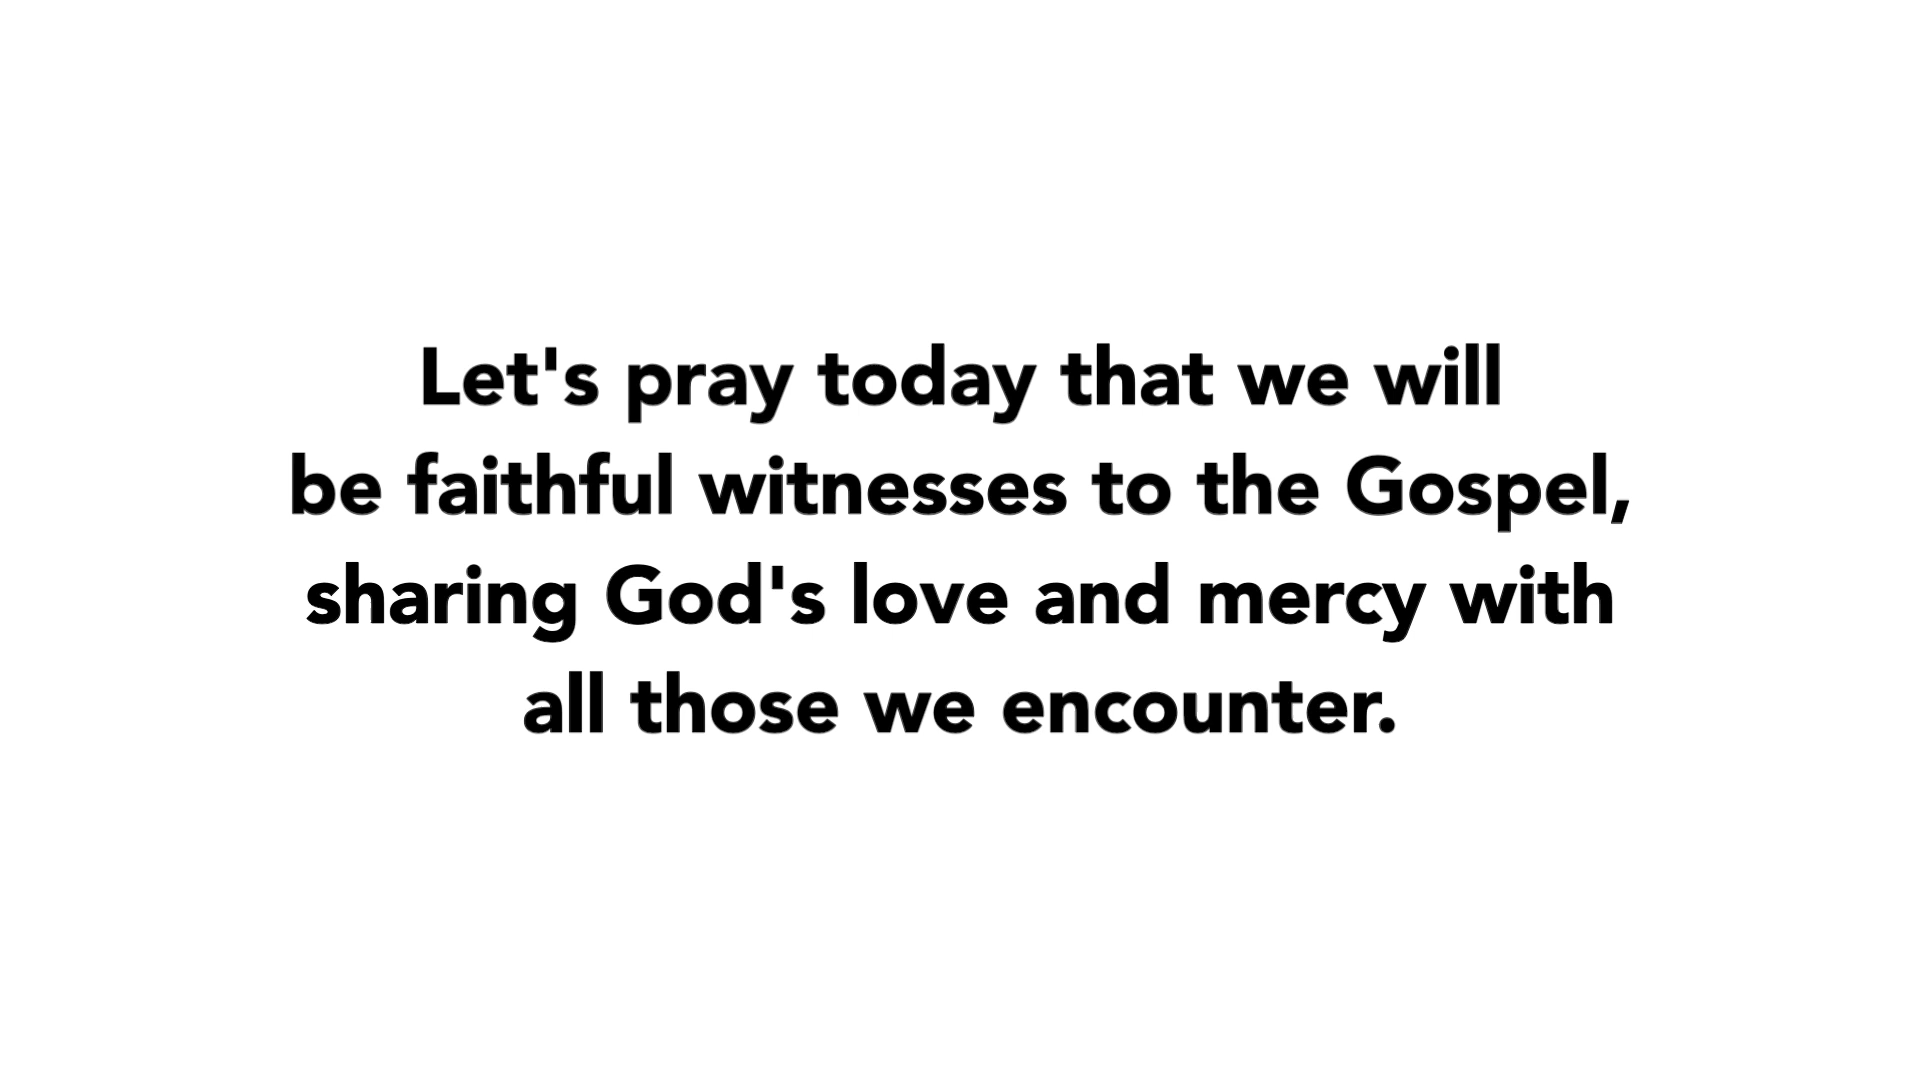 Let's pray today that we will
be faithful witnesses to the Gospel,
sharing God's love and mercy with
all those we encounter.